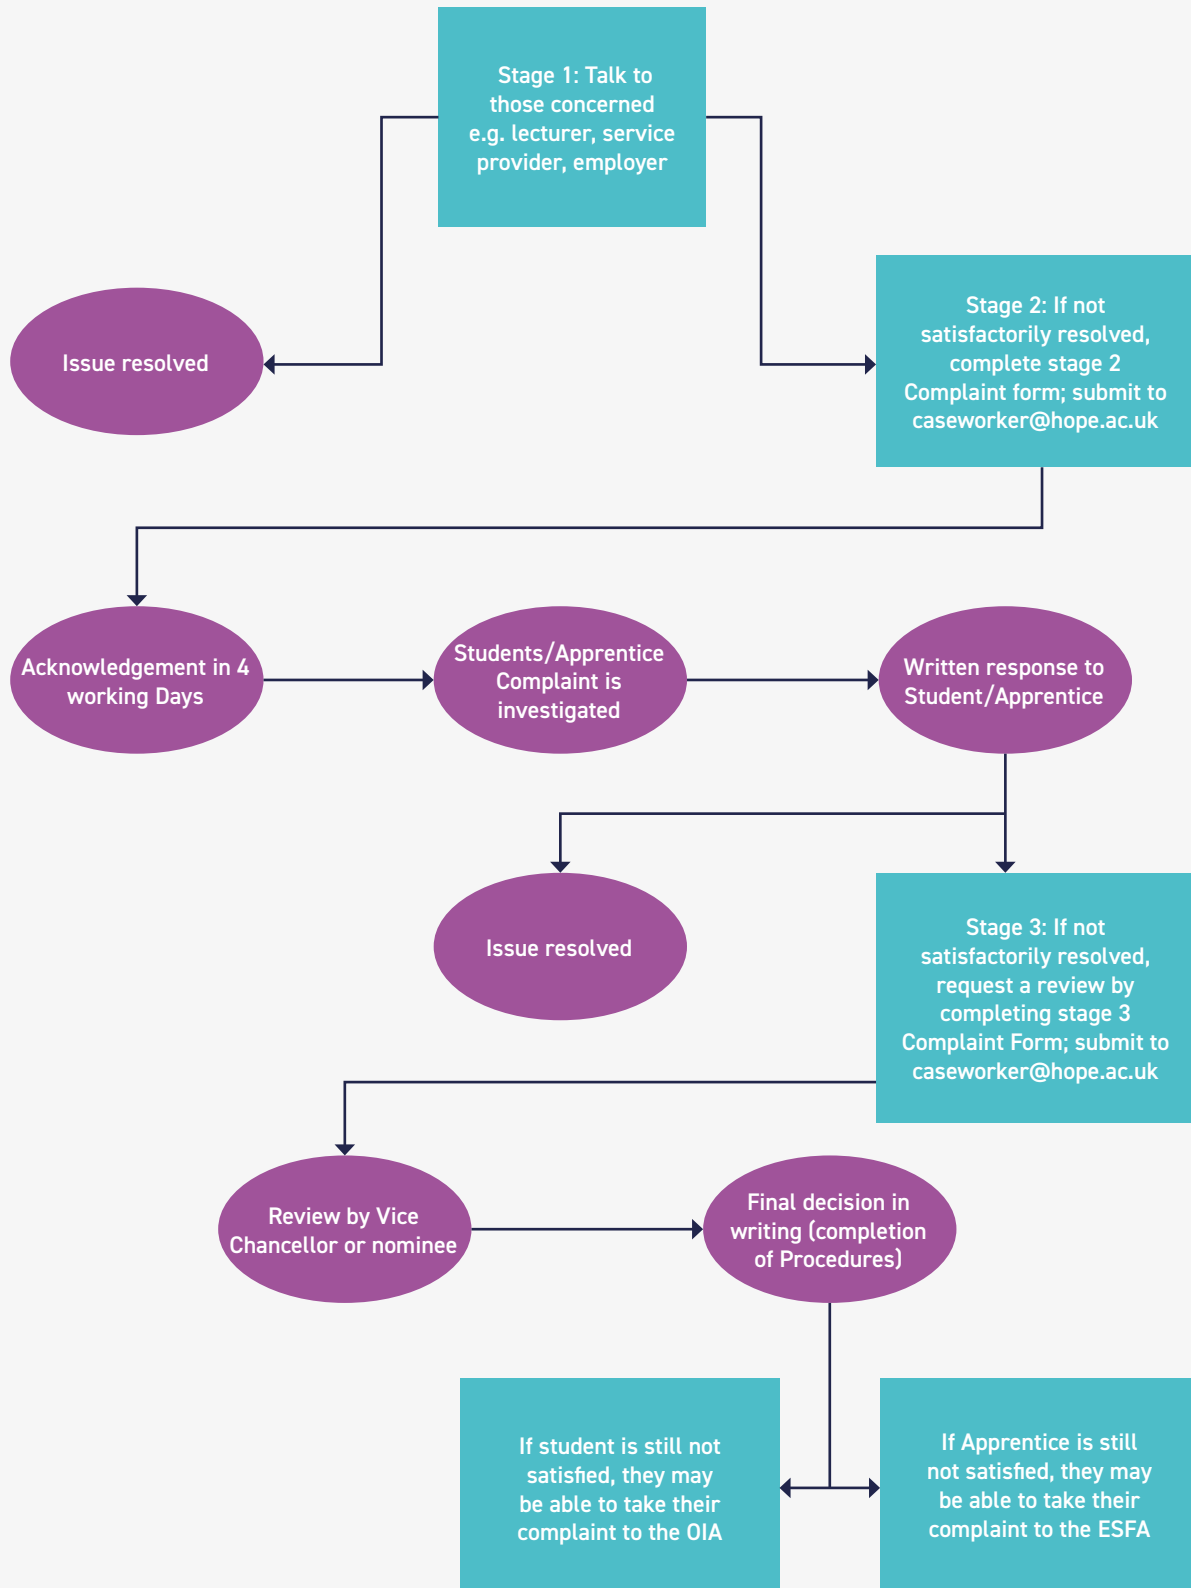 Stage 1: Talk to
those concerned
e.g. lecturer, service
provider, employer
Issue resolved
Stage 2: If not
satisfactorily resolved,
complete stage 2
Complaint form; submit to
caseworker@hope.ac.uk
Acknowledgement in 4
working Days
Students/Apprentice
Complaint is
investigated
Written response to
Student/Apprentice
Issue resolved
Stage 3: If not
satisfactorily resolved,
request a review by
completing stage 3
Complaint Form; submit to
caseworker@hope.ac.uk
Review by Vice
Chancellor or nominee
Final decision in
writing (completion
of Procedures)
If student is still not
satisfied, they may
be able to take their
complaint to the OIA
If Apprentice is still
not satisfied, they may
be able to take their
complaint to the ESFA